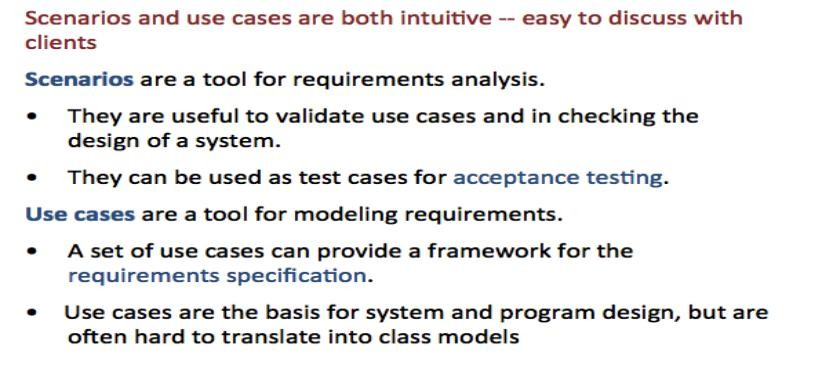 Scenarios and use cases are both intuitive -- easy to discuss with
clients
Scenarios are a tool for requirements analysis.
• They are useful to validate use cases and in checking the
design of a system.
• They can be used as test cases for acceptance testing.
Use cases are a tool for modeling requirements.
• A set of use cases can provide a framework for the
requirements specification.
• Use cases are the basis for system and program design, but are
often hard to translate into class models